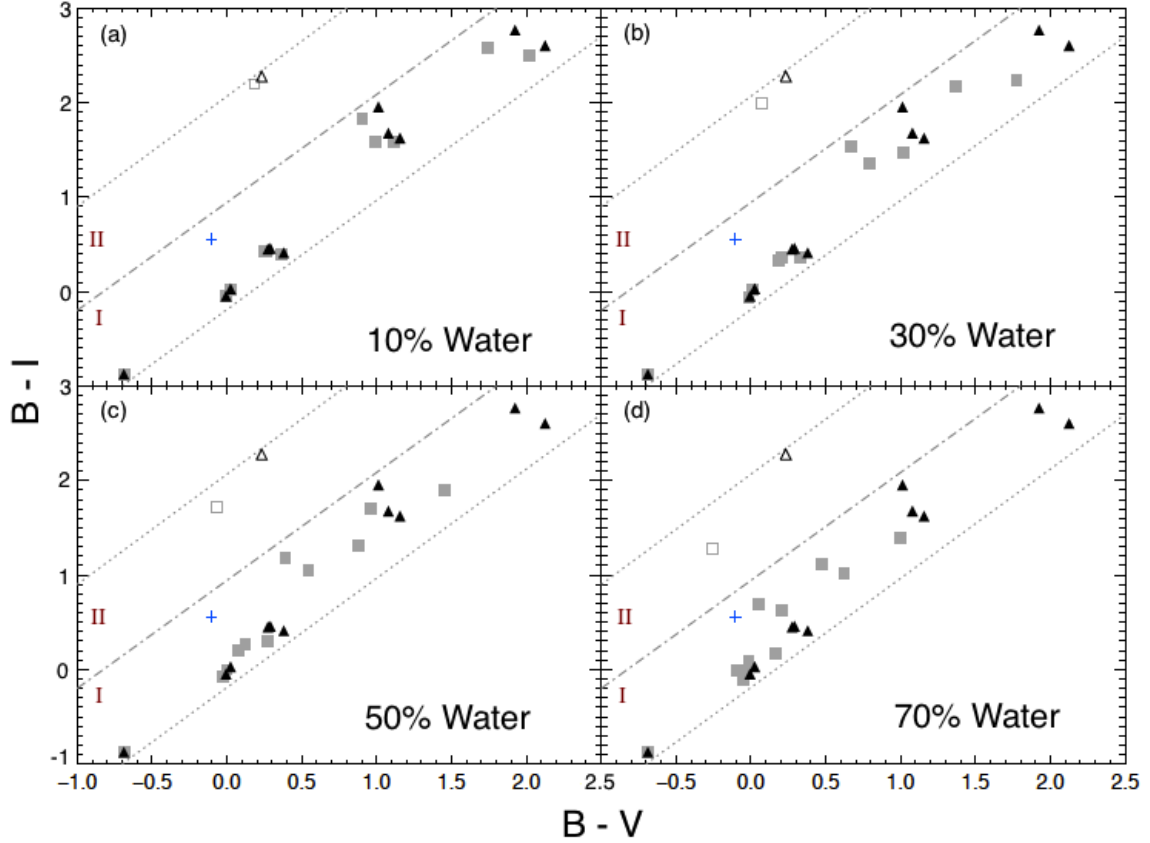 3
(a)
(b)
2
1
II
II
0
I
I
10% Water
30% Water
B - I
3
(c)
(d)
2
1
II
II
0
I
I
50% Water
70% Water
-1
-1.0 -0.5 0.0 0.5 1.0 1.5 2.0 2.5 -0.5 0.0 0.5 1.0 1.5 2.0 2.5
B - V